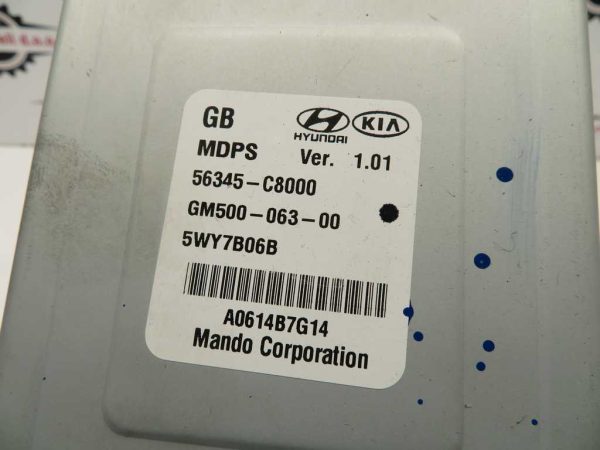 GB
HYUNDAI KIA
MDPS Ver. 1.01
56345-C8000
GM500-063-00
5WY7B06B
A0614B7G14
Mando Corporation